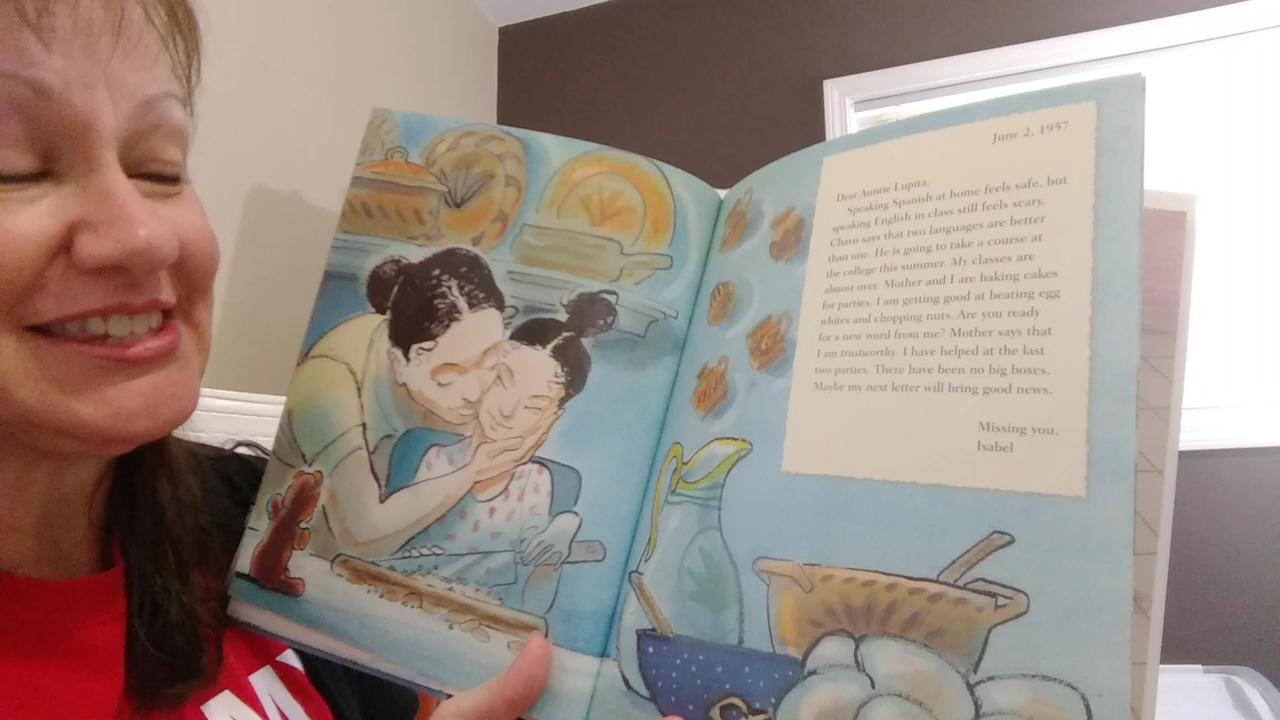 June 2, 1957
Dear Auntie Lupita,
Speaking Spanish at home feels safe, but
speaking English in class still feels scary.
Chavo says that two languages are better
than one. He is going to take a course at
the college this summer. My classes are
almost over. Mother and I are baking cakes
for parties. I am getting good at beating egg
whites and chopping nuts. Are you ready
for a new word from me? Mother says that
I am trustworthy. I have helped at the last
two parties. There have been no big boxes.
Maybe my next letter will bring good news.
Missing you,
Isabel
M